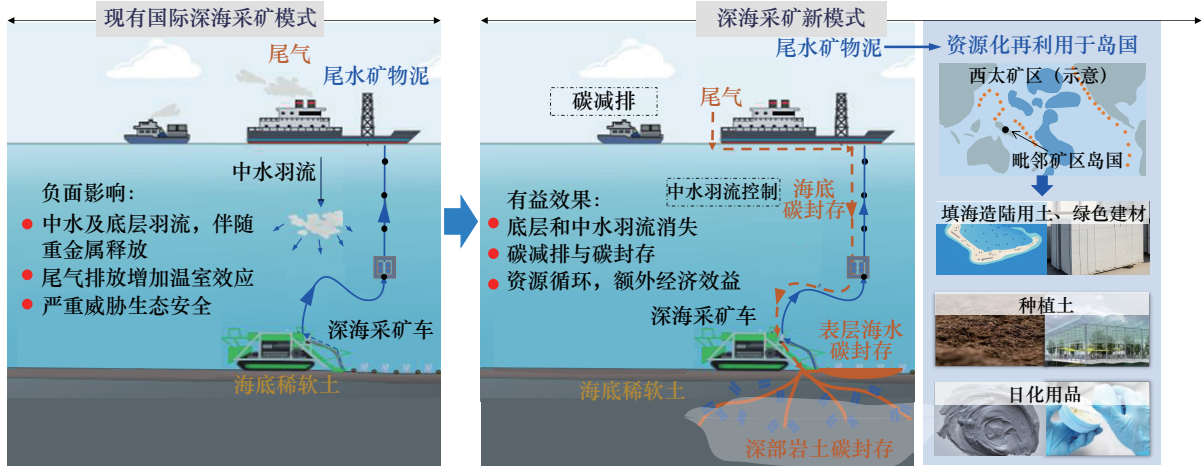 现有国际深海采矿模式
尾气
尾水矿物泥
中水羽流
负面影响：
中水及底层羽流，伴随
重金属释放
尾气排放增加温室效应
严重威胁生态安全
深海采矿车
海底稀软土
深海采矿新模式
尾水矿物泥
碳减排
尾气
中水羽流控制
海底
碳封存
有益效果：
底层和中水羽流消失
碳减排与碳封存
资源循环，额外经济效益
深海采矿车
表层海水
碳封存
海底稀软土
深部岩土碳封存
资源化再利用于岛国
西太矿区（示意）
毗邻矿区岛国
填海造陆用土、绿色建材
种植土
日化用品